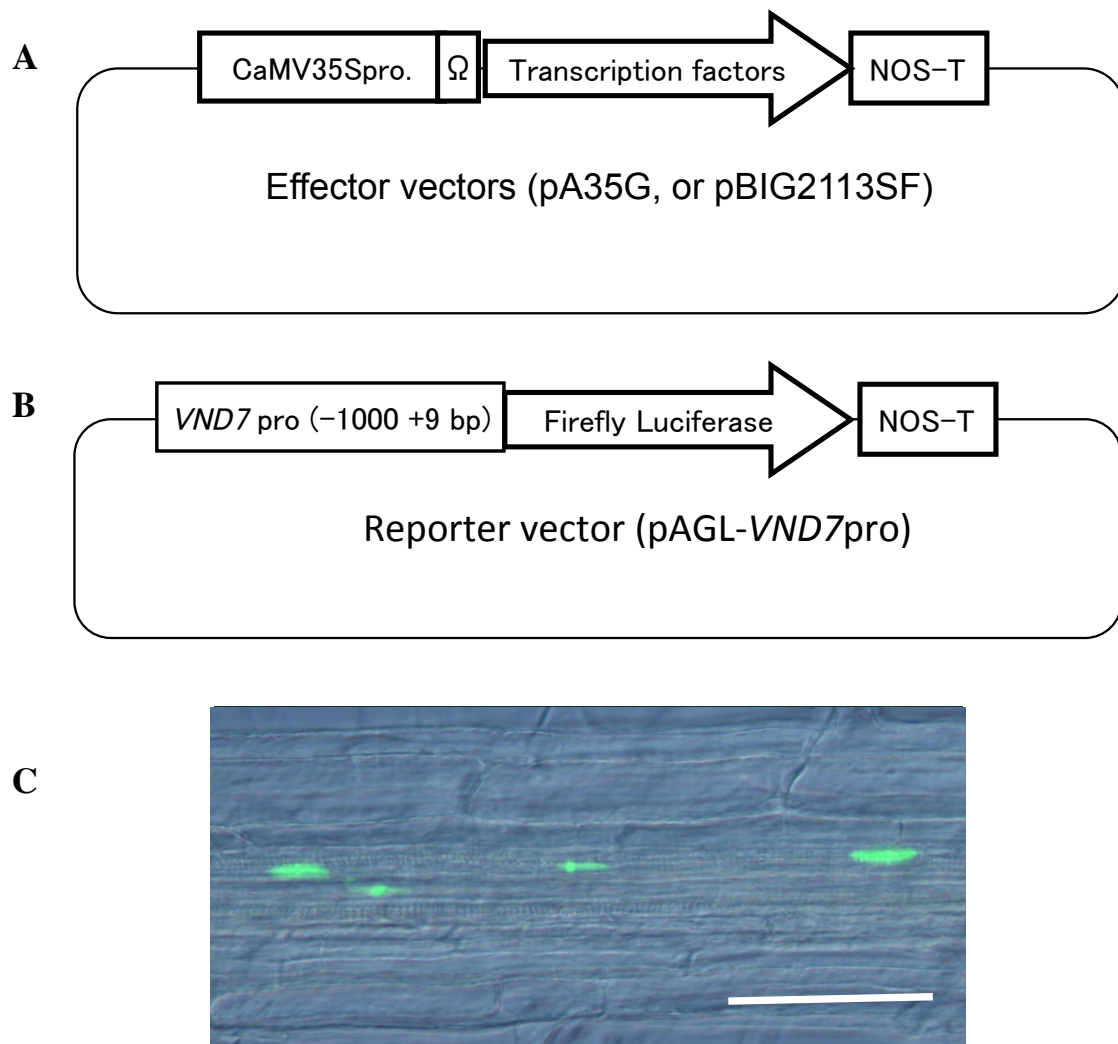 A
CaMV35Spro. Ω Transcription factors NOS-T
Effector vectors (pA35G, or pBIG2113SF)
B
VND7 pro (-1000 +9 bp) Firefly Luciferase NOS-T
Reporter vector (pAGL-VND7pro)
C